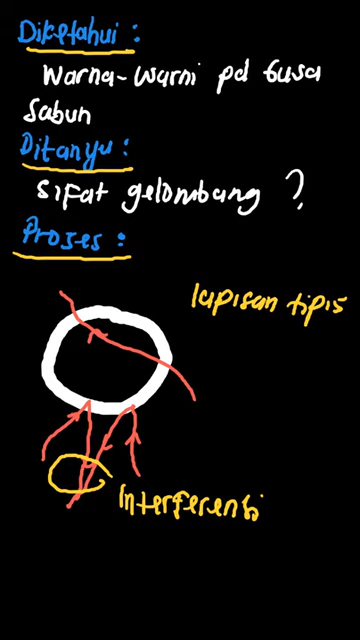 Diketahui :
Warna-warni pd busa
sabun
Ditanya :
sifat gelombang ?
Proses :
lapisan tipis
Interferensi